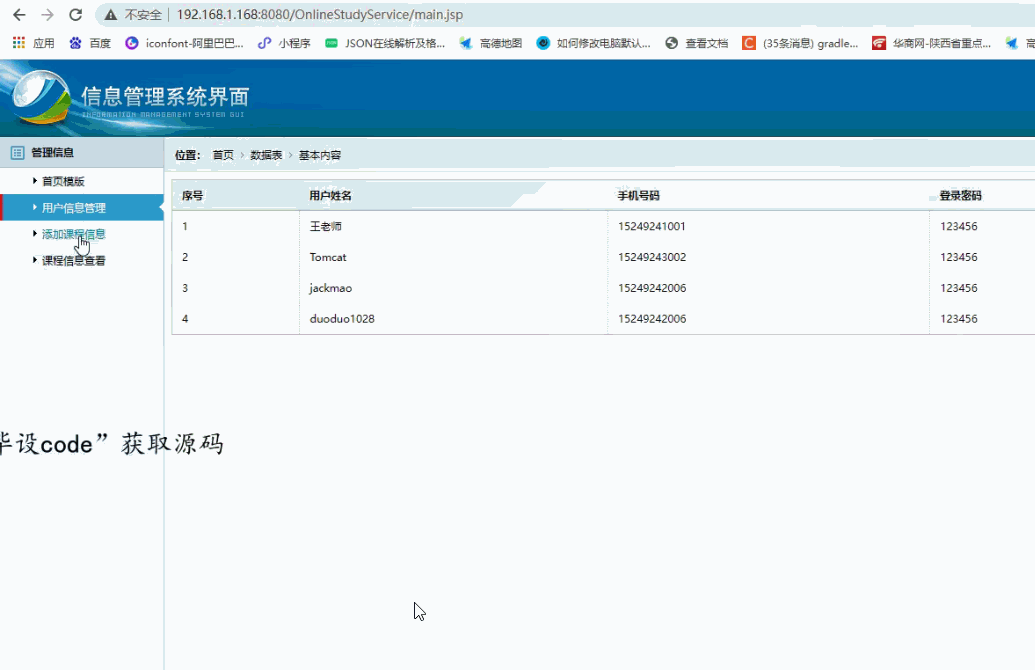 不安全 192.168.1.168:8080/OnlineStudyService/main.jsp
应用 百度 iconfont-阿里巴巴... 小程序 JSON在线解析及格... 高德地图 如何修改电脑默认... 查看文档 (35条消息) gradle... 华商网-陕西省重点... 高
信息管理系统界面
INFORMATION MANAGEMENT SYSTEM GUI
管理信息
位置： 首页 › 数据表 › 基本内容
首页模版
用户信息管理
添加课程信息
课程信息查看
序号 用户姓名 手机号码 登录密码
1 王老师 15249241001 123456
2 Tomcat 15249243002 123456
3 jackmao 15249242006 123456
4 duoduo1028 15249242006 123456
毕设code”获取源码